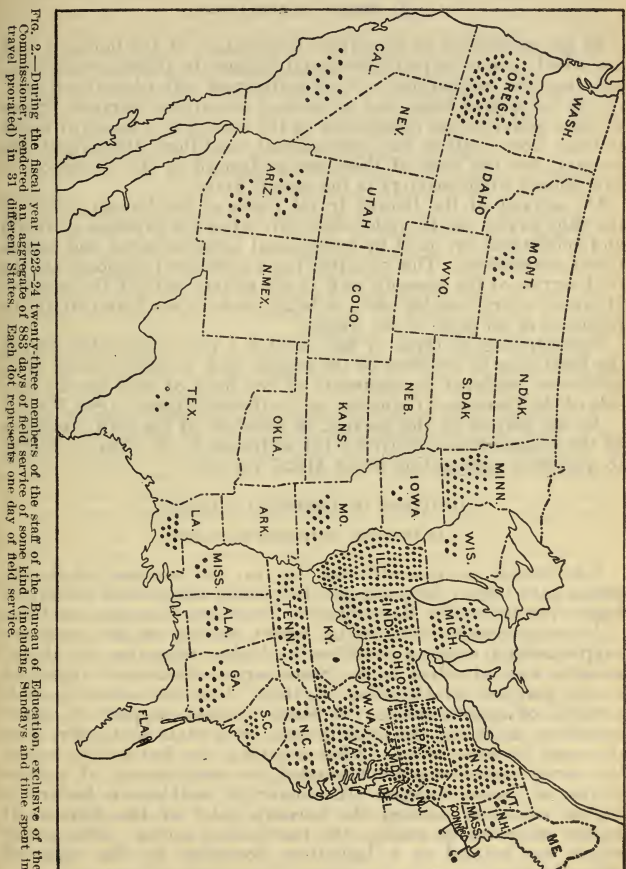 WASH.
OREG.
CAL.
NEV.
IDAHO
MONT.
WYO.
UTAH
ARIZ.
COLO.
N.MEX.
N.DAK.
S.DAK
NEB.
KANS.
OKLA.
TEX.
MINN.
IOWA
MO.
ARK.
LA.
WIS.
ILL.
MICH.
IND.
OHIO
KY.
TENN.
MISS.
ALA.
GA.
FLA.
S.C.
N.C.
VA.
W.VA.
PA.
MD.
DEL.
N.J.
N.Y.
VT.
N.H.
MASS.
ME.
FIG. 2.—During the fiscal year 1923–24 twenty-three members of the staff of the Bureau of Education, exclusive of the
Commissioner, rendered an aggregate of 883 days of field service of some kind (including Sundays and time spent in
travel prorated) in 31 different States. Each dot represents one day of field service.